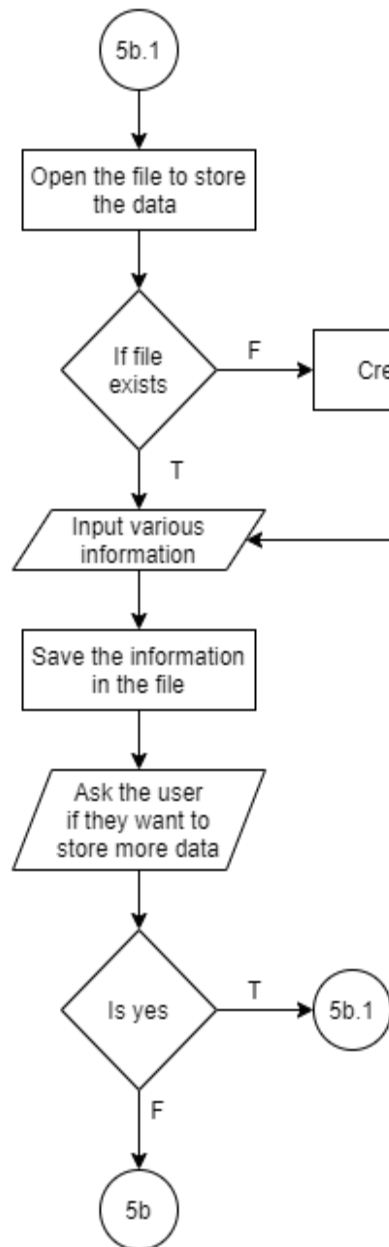 5b.1
Open the file to store
the data
If file
exists
F
Cre
T
Input various
information
Save the information
in the file
Ask the user
if they want to
store more data
Is yes
T
5b.1
F
5b